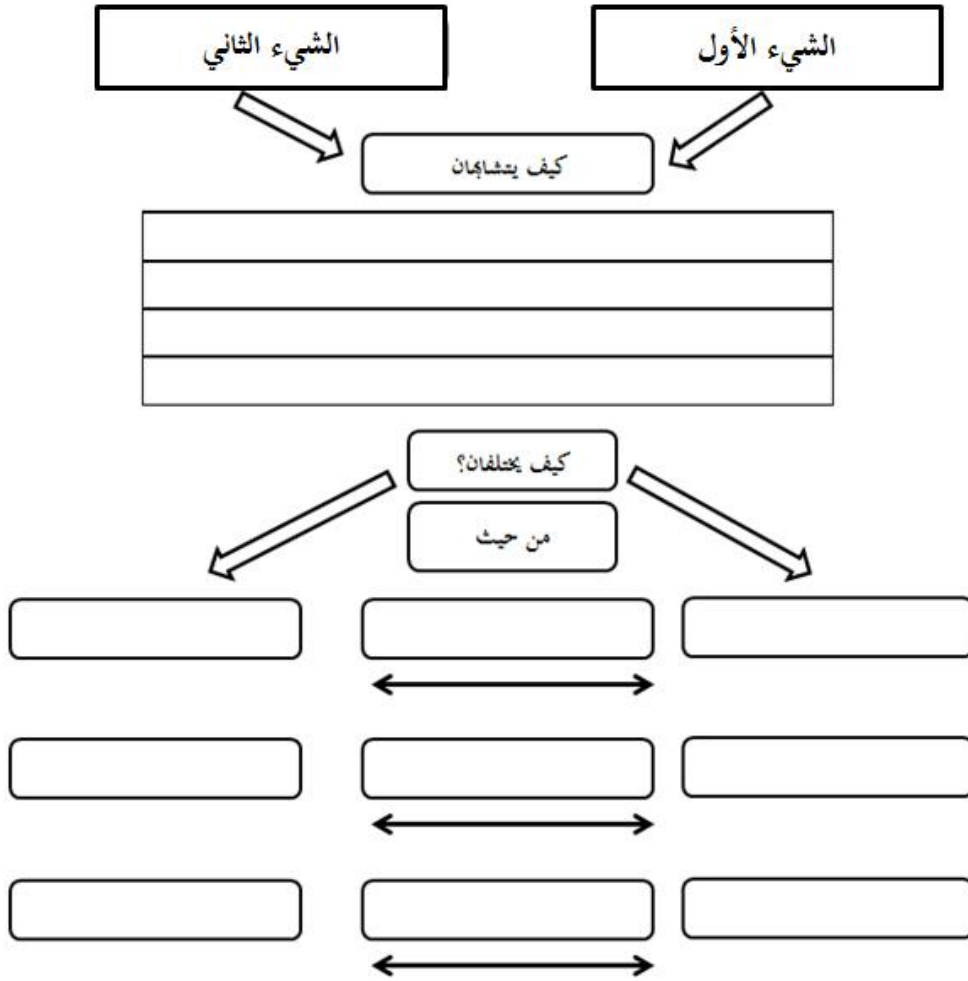 الشيء الأول
الشيء الثاني
كيف يتشابهان
كيف يختلفان؟
من حيث